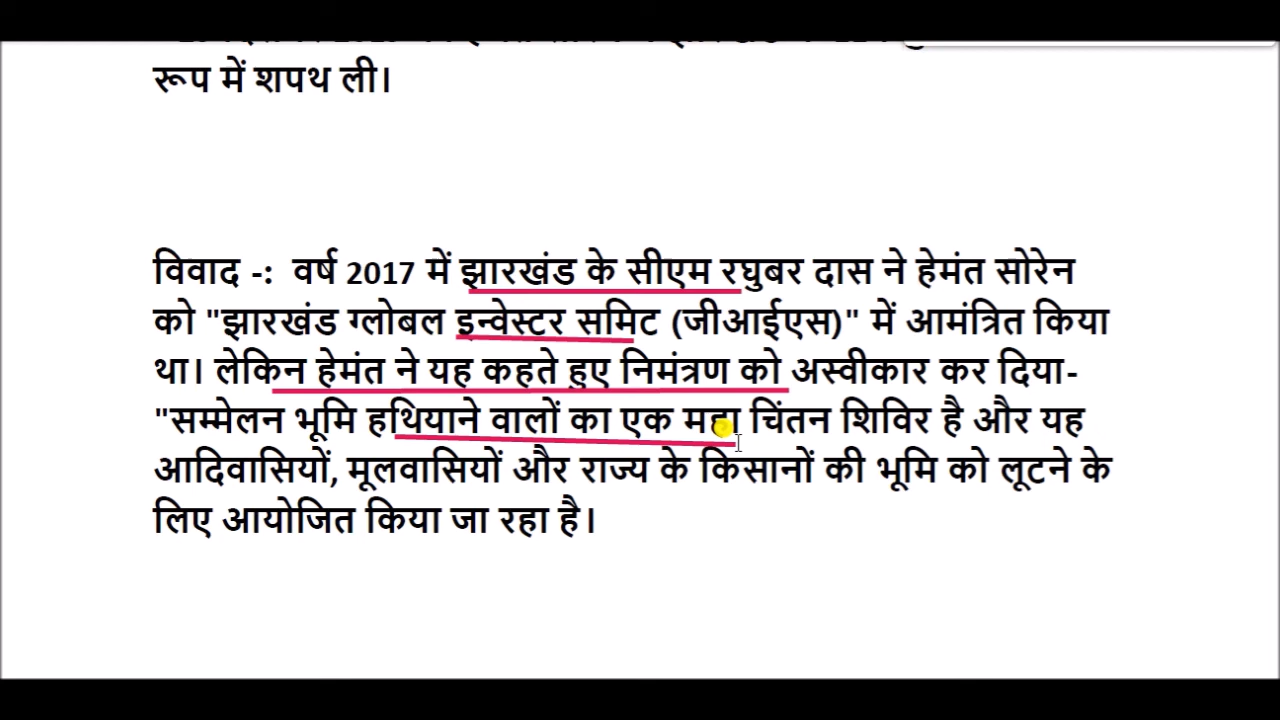 रूप में शपथ ली।
विवाद -: वर्ष 2017 में झारखंड के सीएम रघुबर दास ने हेमंत सोरेन
को "झारखंड ग्लोबल इन्वेस्टर समिट (जीआईएस)" में आमंत्रित किया
था। लेकिन हेमंत ने यह कहते हुए निमंत्रण को अस्वीकार कर दिया-
"सम्मेलन भूमि हथियाने वालों का एक महा चिंतन शिविर है और यह
आदिवासियों, मूलवासियों और राज्य के किसानों की भूमि को लूटने के
लिए आयोजित किया जा रहा है।